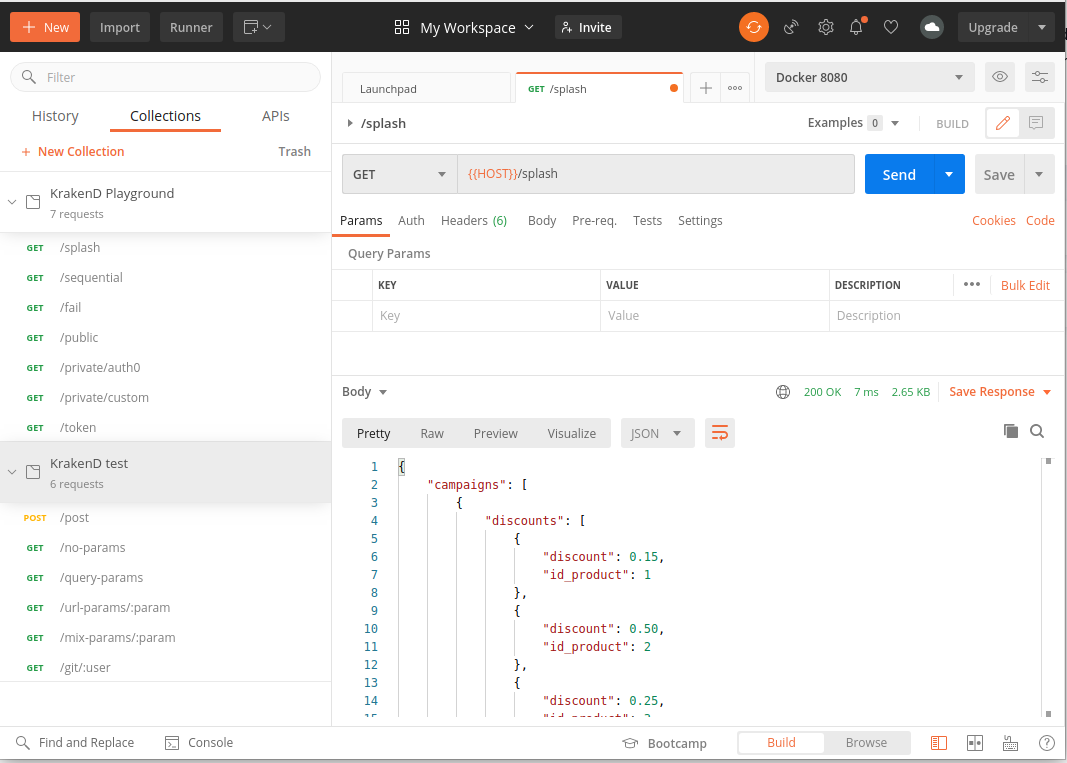 New Import Runner My Workspace Invite Upgrade
Filter
Launchpad GET /splash Docker 8080
History Collections APIs
/splash Examples 0 BUILD
+ New Collection Trash
GET {{HOST}}/splash Send Save
KrakenD Playground
7 requests
Params Auth Headers (6) Body Pre-req. Tests Settings Cookies Code
GET /splash
Query Params
GET /sequential
KEY VALUE DESCRIPTION ••• Bulk Edit
GET /fail
Key Value Description
GET /public
GET /private/auth0
GET /private/custom
Body 200 OK 7 ms 2.65 KB Save Response
GET /token
Pretty Raw Preview Visualize JSON
KrakenD test
6 requests
POST /post
GET /no-params
GET /query-params
GET /url-params/:param
GET /mix-params/:param
GET /git/:user
1 {
2 "campaigns": [
3 {
4 "discounts": [
5 {
6 "discount": 0.15,
7 "id_product": 1
8 },
9 {
10 "discount": 0.50,
11 "id_product": 2
12 },
13 {
14 "discount": 0.25,
15 "id_product": 3
Find and Replace Console Bootcamp Build Browse